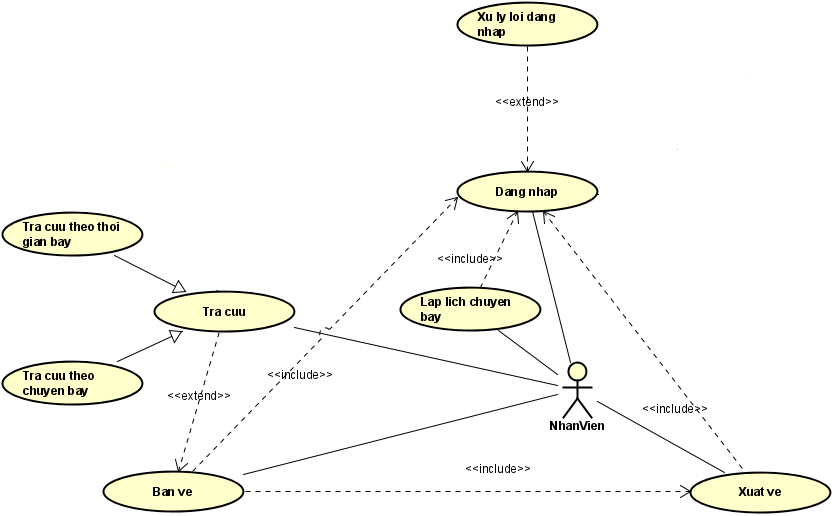 Xu ly loi dang
nhap
<<extend>>
Dang nhap
Tra cuu theo thoi
gian bay
<<include>>
Tra cuu
Lap lich chuyen
bay
Tra cuu theo
chuyen bay
<<include>>
<<extend>>
<<include>>
NhanVien
<<include>>
Ban ve
Xuat ve